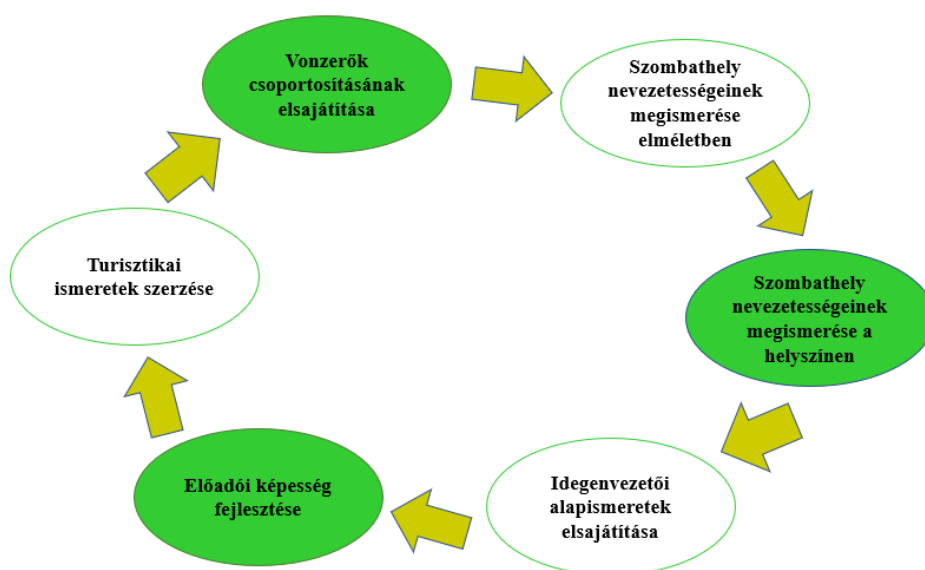 Vonzerők
csoportosításának
elsajátítása
Szombathely
nevezetességeinek
megismerése
elméletben
Szombathely
nevezetességeinek
megismerése a
helyszínen
Idegenvezetői
alapismeretek
elsajátítása
Előadói képesség
fejlesztése
Turisztikai
ismeretek szerzése